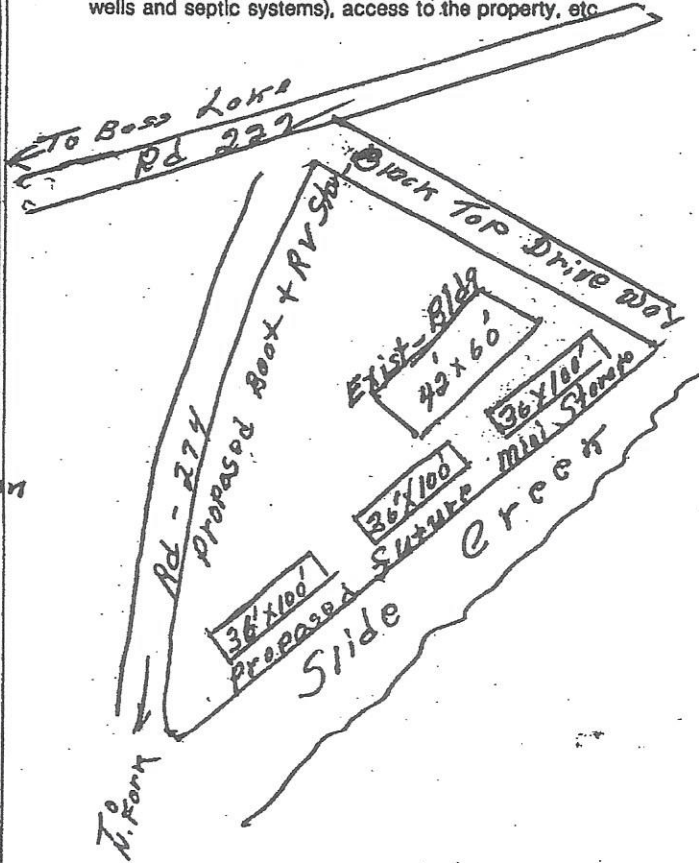 wells and septic systems), access to the property, etc
← To Bass Lake
Rd 222
Black Top Drive Way
Proposed Boat + RV Stor
Exist-Bldg
42' x 60'
36'x100'
36'x100'
36'x100'
Proposed Future Mini Storage
Rd - 274
Slide Creek
To N. Fork